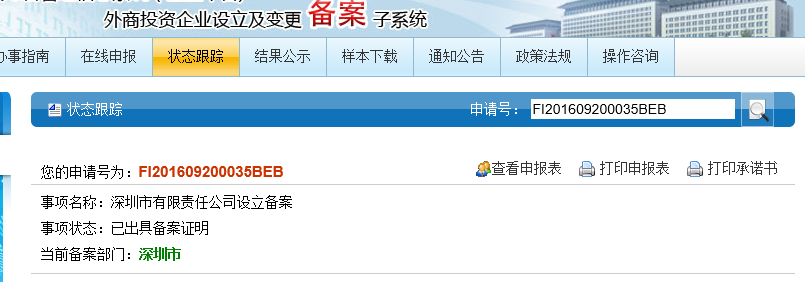 外商投资企业设立及变更 备案 子系统
办事指南 在线申报 状态跟踪 结果公示 样本下载 通知公告 政策法规 操作咨询
状态跟踪 申请号： FI201609200035BEB
您的申请号为：FI201609200035BEB 查看申报表 打印申报表 打印承诺书
事项名称：深圳市有限责任公司设立备案
事项状态：已出具备案证明
当前备案部门：深圳市